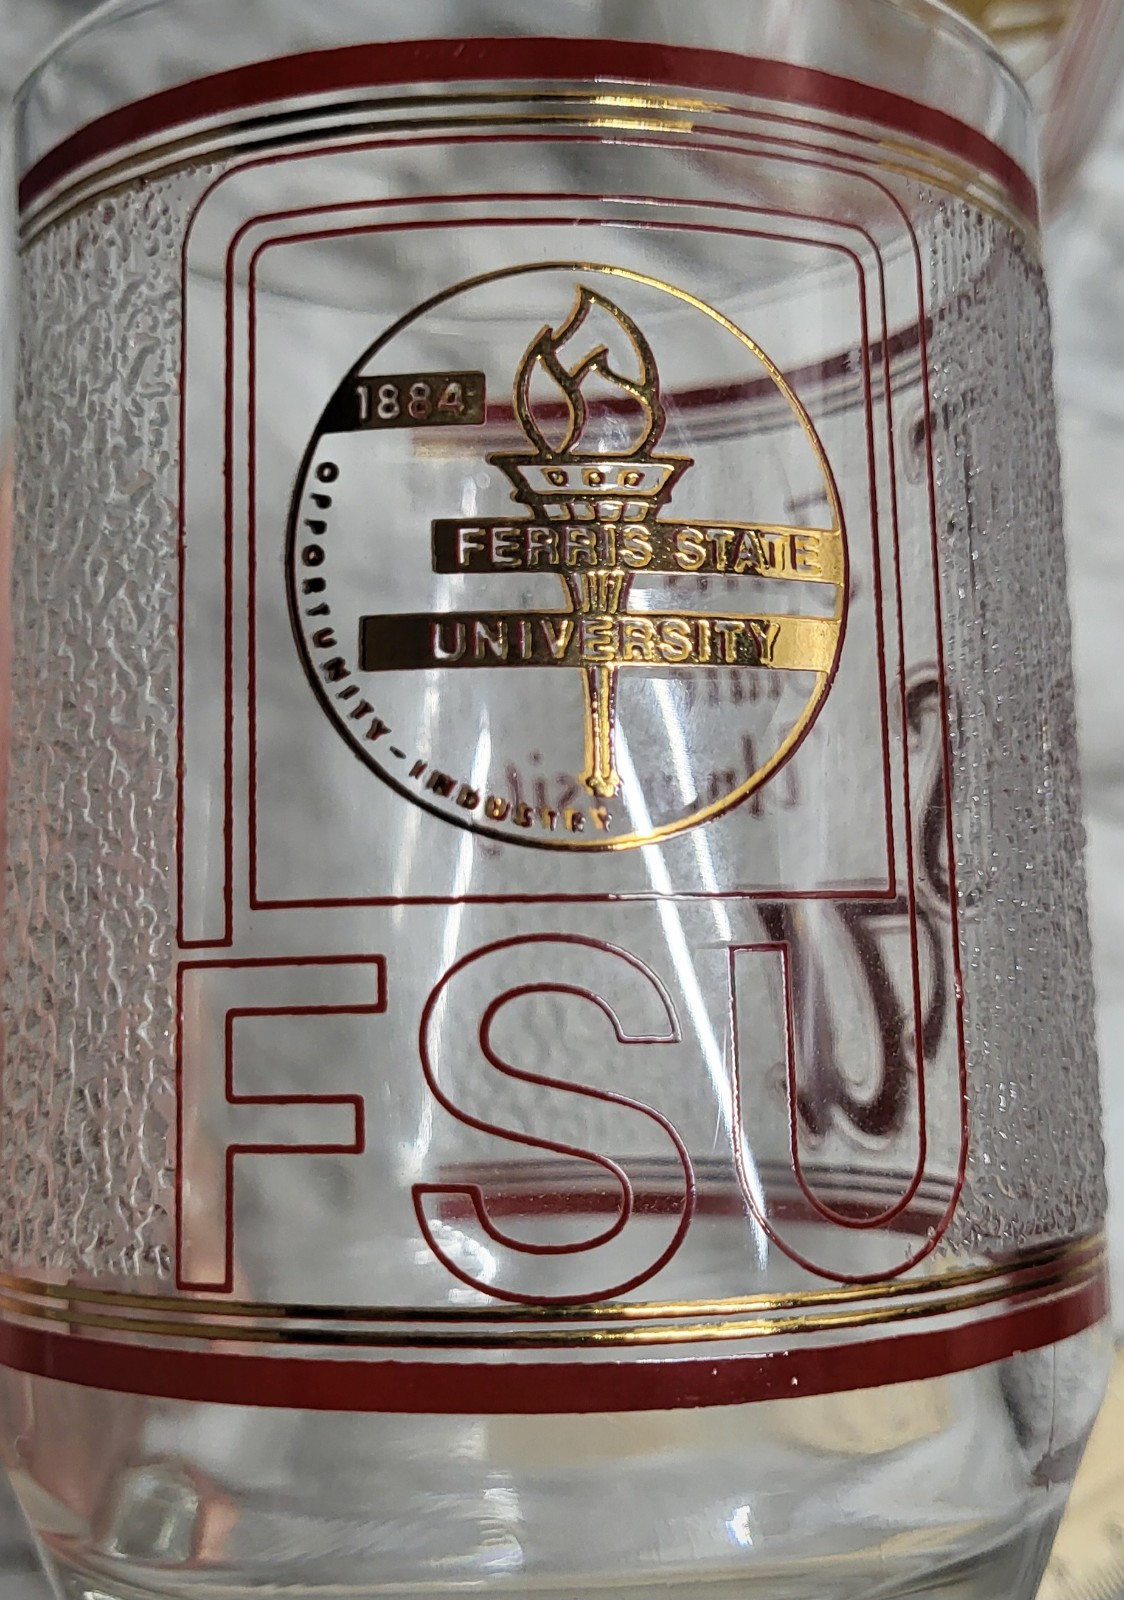 1884
FERRIS STATE
UNIVERSITY
OPPORTUNITY - INDUSTRY
FSU